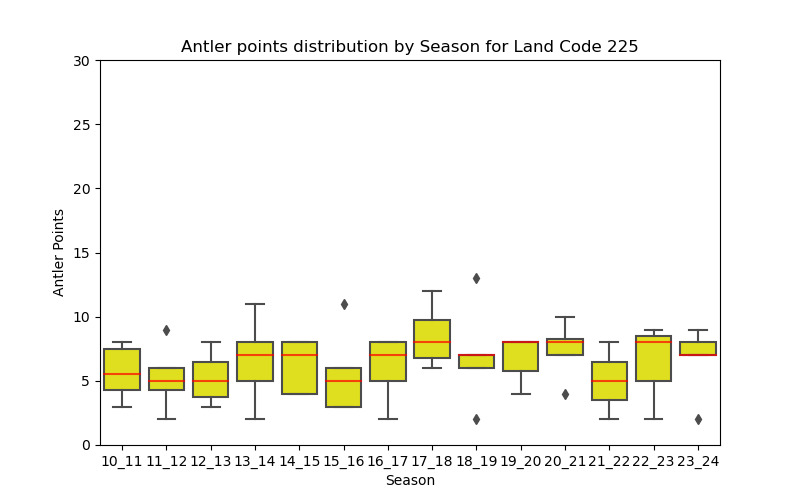 Antler points distribution by Season for Land Code 225
30
25
20
15
10
5
0
Antler Points
10_11 11_12 12_13 13_14 14_15 15_16 16_17 17_18 18_19 19_20 20_21 21_22 22_23 23_24
Season